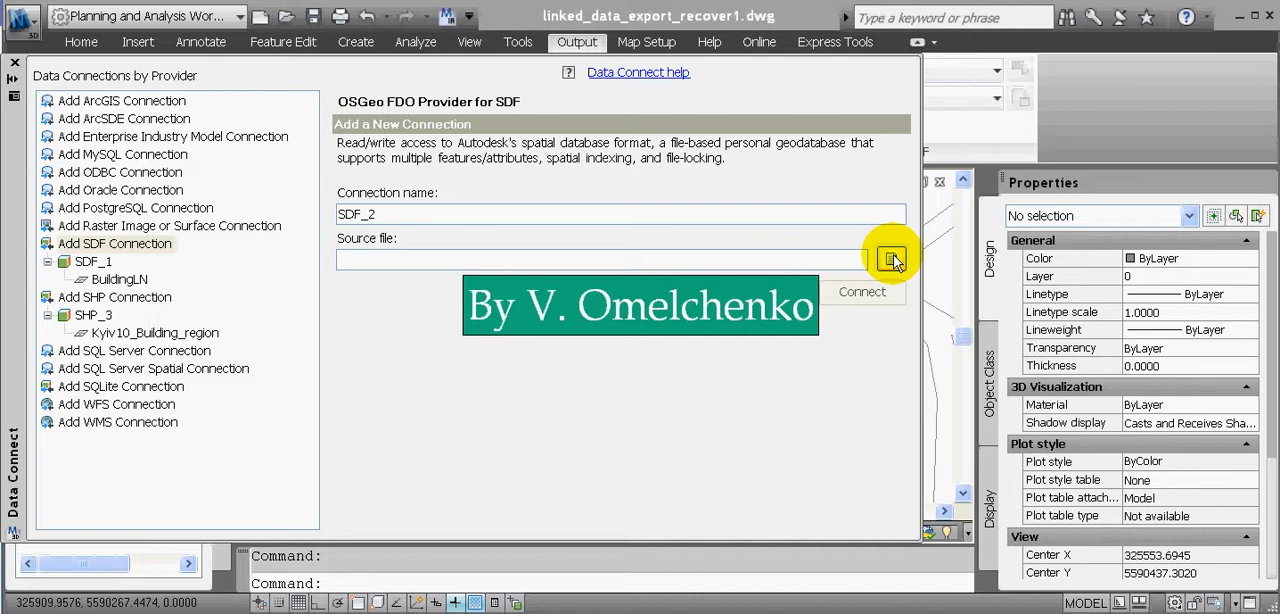 Planning and Analysis Wor...
linked_data_export_recover1.dwg
Type a keyword or phrase
Home Insert Annotate Feature Edit Create Analyze View Tools Output Map Setup Help Online Express Tools
Data Connections by Provider
Add ArcGIS Connection
Add ArcSDE Connection
Add Enterprise Industry Model Connection
Add MySQL Connection
Add ODBC Connection
Add Oracle Connection
Add PostgreSQL Connection
Add Raster Image or Surface Connection
Add SDF Connection
SDF_1
BuildingLN
Add SHP Connection
SHP_3
Kyiv10_Building_region
Add SQL Server Connection
Add SQL Server Spatial Connection
Add SQLite Connection
Add WFS Connection
Add WMS Connection
Data Connect
Data Connect help
OSGeo FDO Provider for SDF
Add a New Connection
Read/write access to Autodesk's spatial database format, a file-based personal geodatabase that
supports multiple features/attributes, spatial indexing, and file-locking.
Connection name:
SDF_2
Source file:
Connect
By V. Omelchenko
Properties
No selection
Design
Object Class
Display
General
Color ByLayer
Layer 0
Linetype ByLayer
Linetype scale 1.0000
Lineweight ByLayer
Transparency ByLayer
Thickness 0.0000
3D Visualization
Material ByLayer
Shadow display Casts and Receives Sha...
Plot style
Plot style ByColor
Plot style table None
Plot table attach... Model
Plot table type Not available
View
Center X 325553.6945
Center Y 5590437.3020
Command:
Command:
325909.9576, 5590267.4474, 0.0000
MODEL